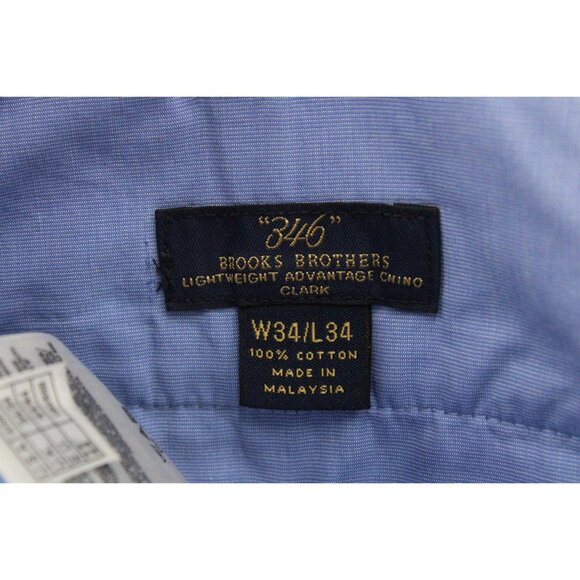 "346"
BROOKS BROTHERS
LIGHTWEIGHT ADVANTAGE CHINO
CLARK
W34/L34
100% COTTON
MADE IN
MALAYSIA